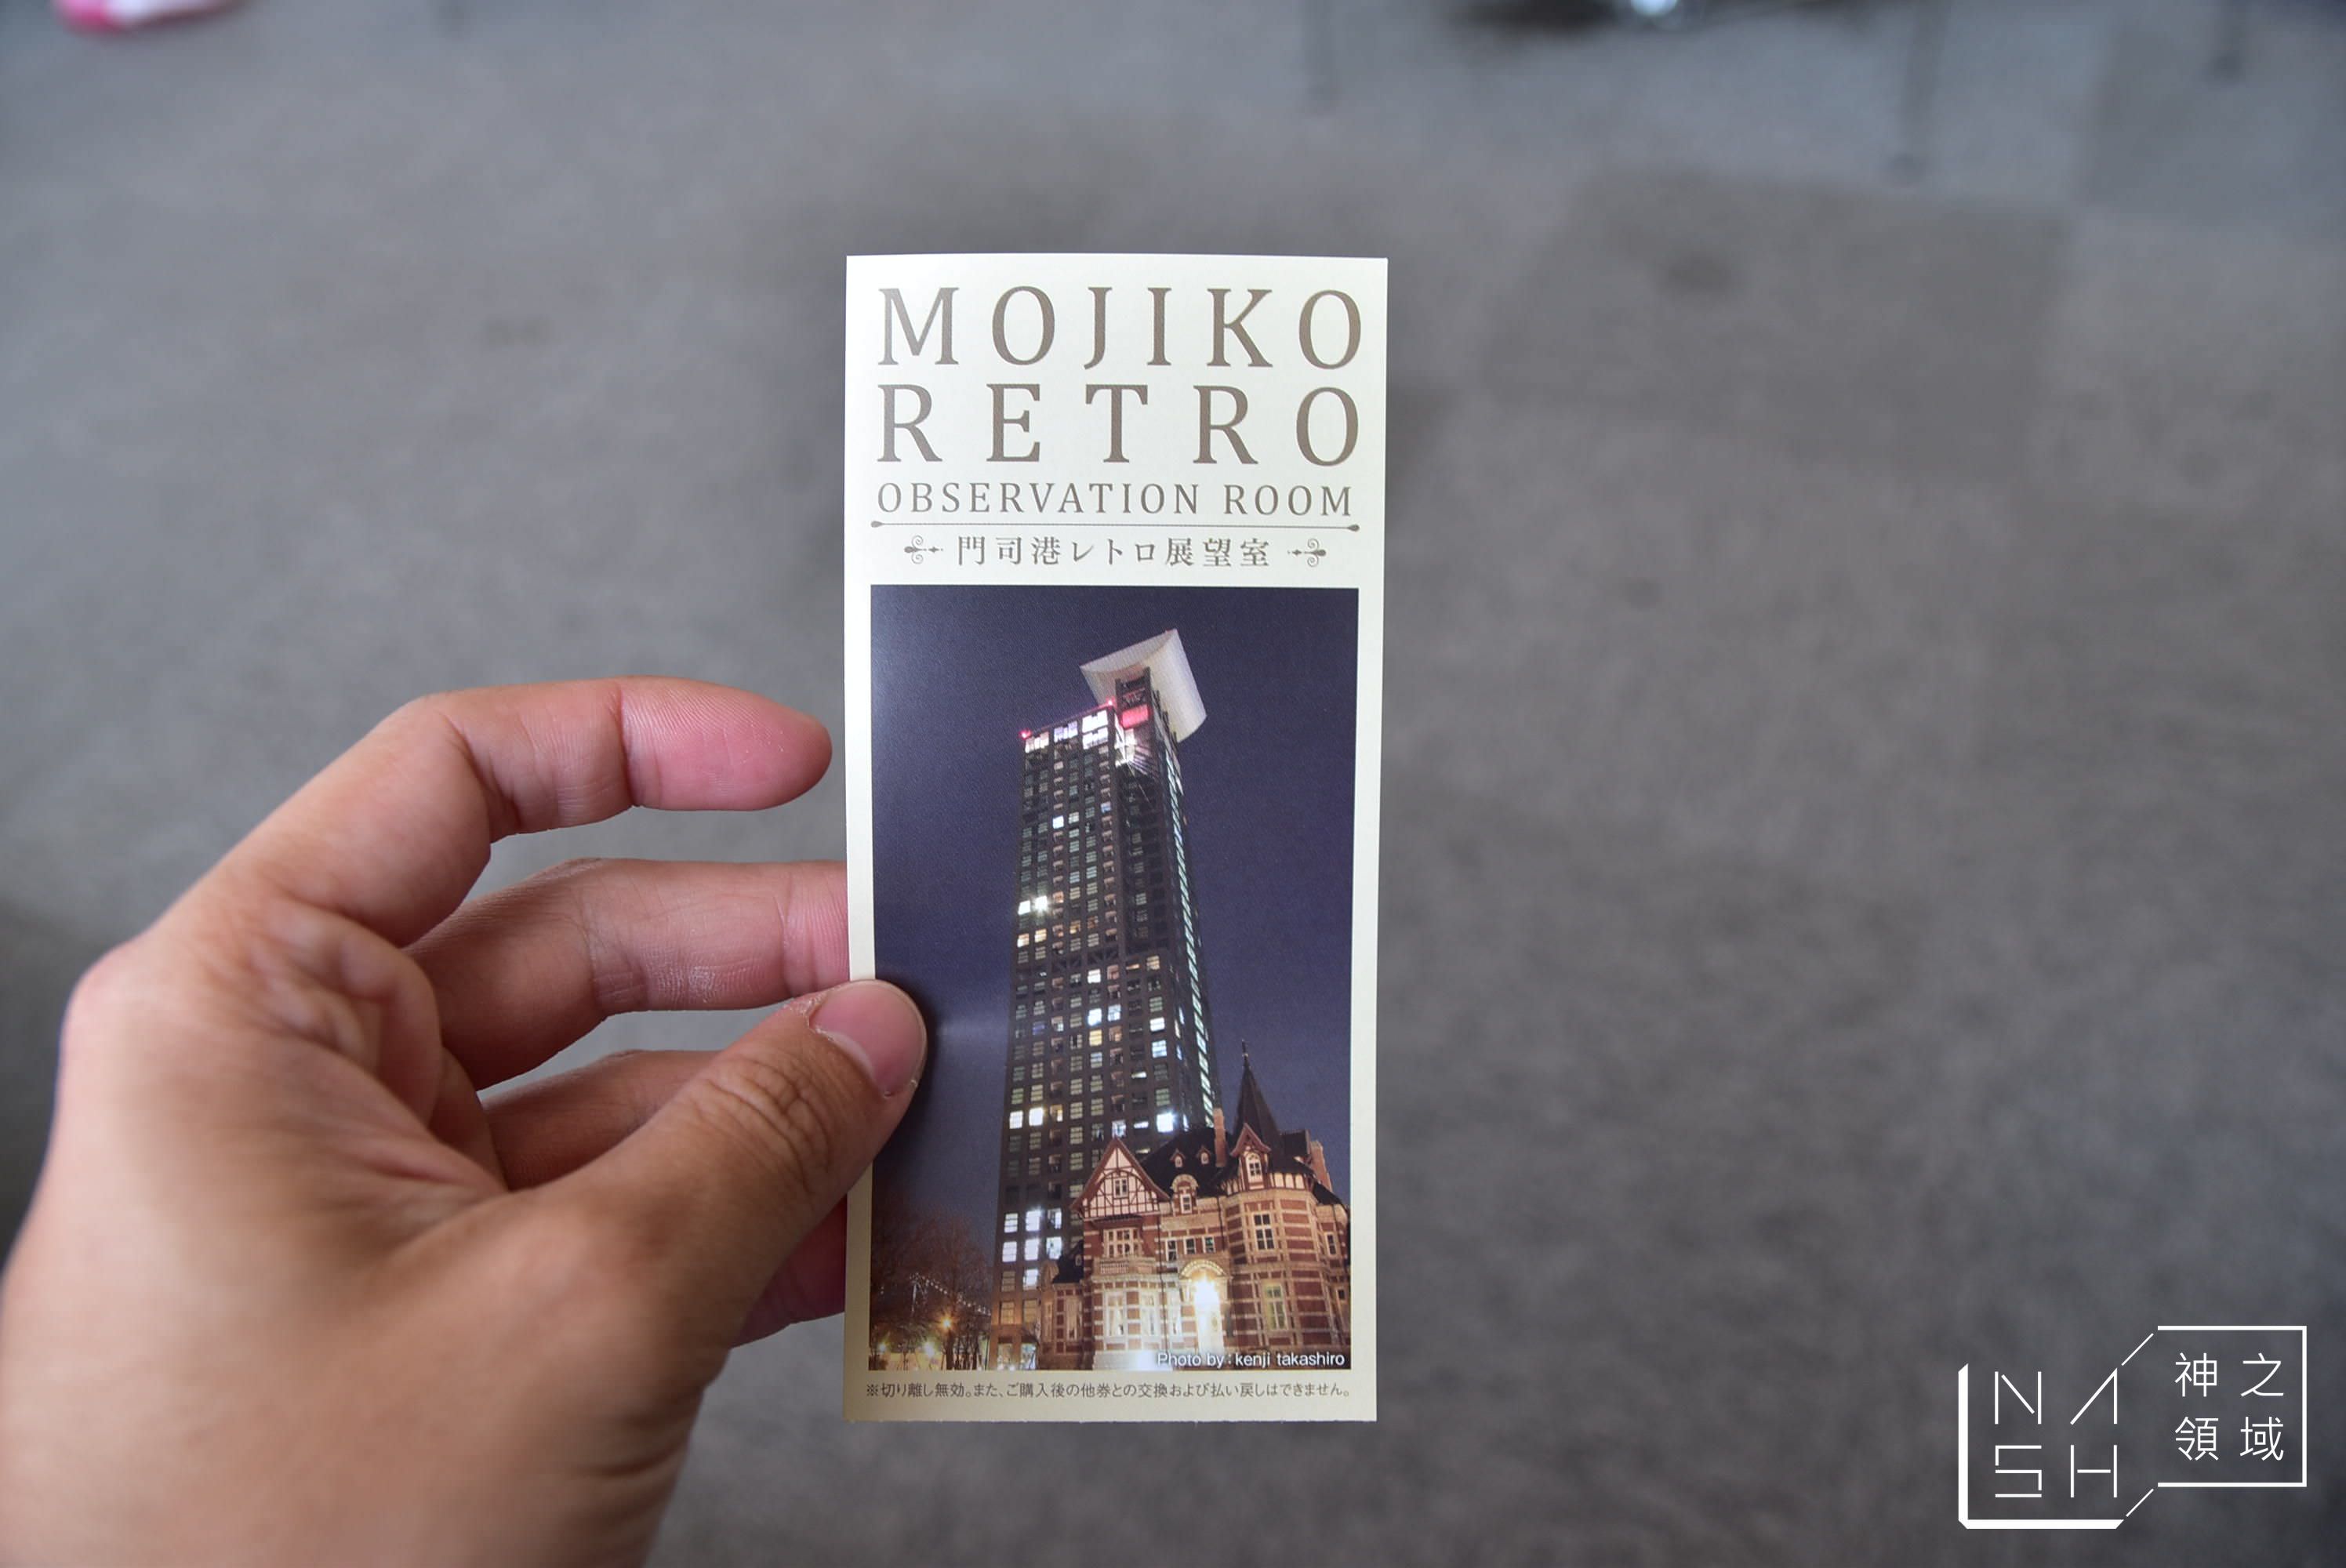 MOJIKO
RETRO
OBSERVATION ROOM
門司港レトロ展望室
Photo by：kenji takashiro
※切り離し無効。また、ご購入後の他券との交換および払い戻しはできません。
NASH
神之
領域